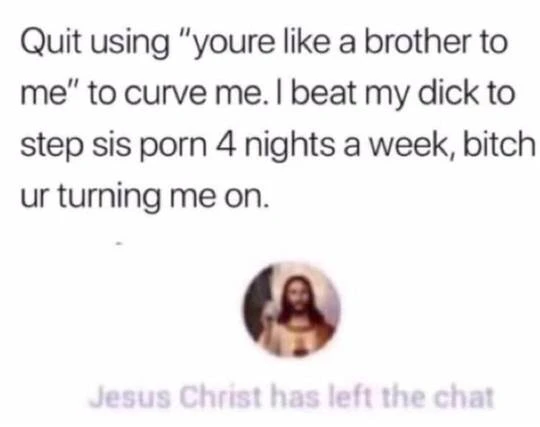 Quit using "youre like a brother to
me" to curve me. I beat my dick to
step sis porn 4 nights a week, bitch
ur turning me on.
Jesus Christ has left the chat